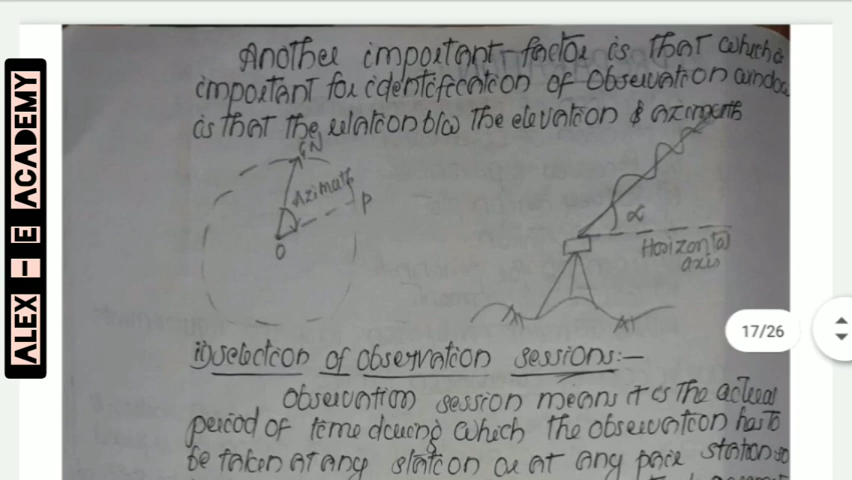 Another important factor is that which is
important for identification of observation window
is that the relation b/w the elevation & azimuth
GN
Azimuth
P
O
α
Horizontal
axis
ii) selection of observation sessions:-
Observation session means it is the actual
period of time during which the observation has to
be taken at any station or at any pair station so
ALEX - E ACADEMY
17/26